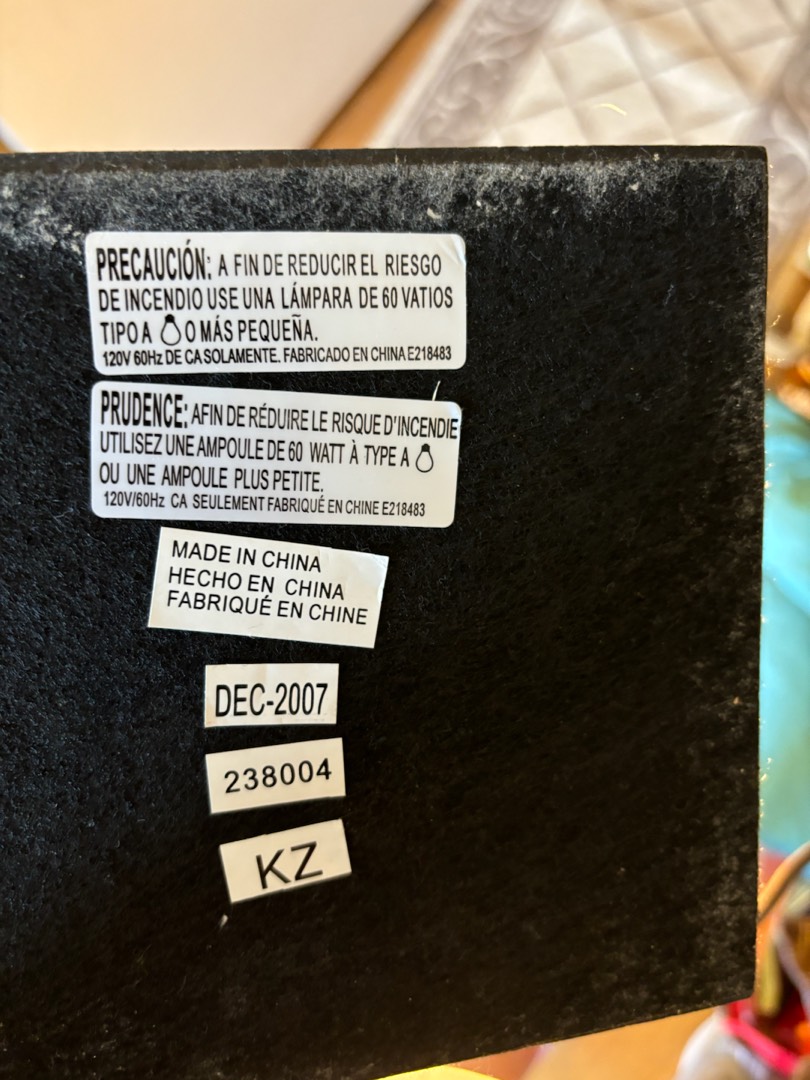 PRECAUCIÓN: A FIN DE REDUCIR EL RIESGO
DE INCENDIO USE UNA LÁMPARA DE 60 VATIOS
TIPO A O MÁS PEQUEÑA.
120V 60Hz DE CA SOLAMENTE. FABRICADO EN CHINA E218483
PRUDENCE: AFIN DE RÉDUIRE LE RISQUE D'INCENDIE
UTILISEZ UNE AMPOULE DE 60 WATT À TYPE A
OU UNE AMPOULE PLUS PETITE.
120V/60Hz CA SEULEMENT FABRIQUÉ EN CHINE E218483
MADE IN CHINA
HECHO EN CHINA
FABRIQUÉ EN CHINE
DEC-2007
238004
KZ